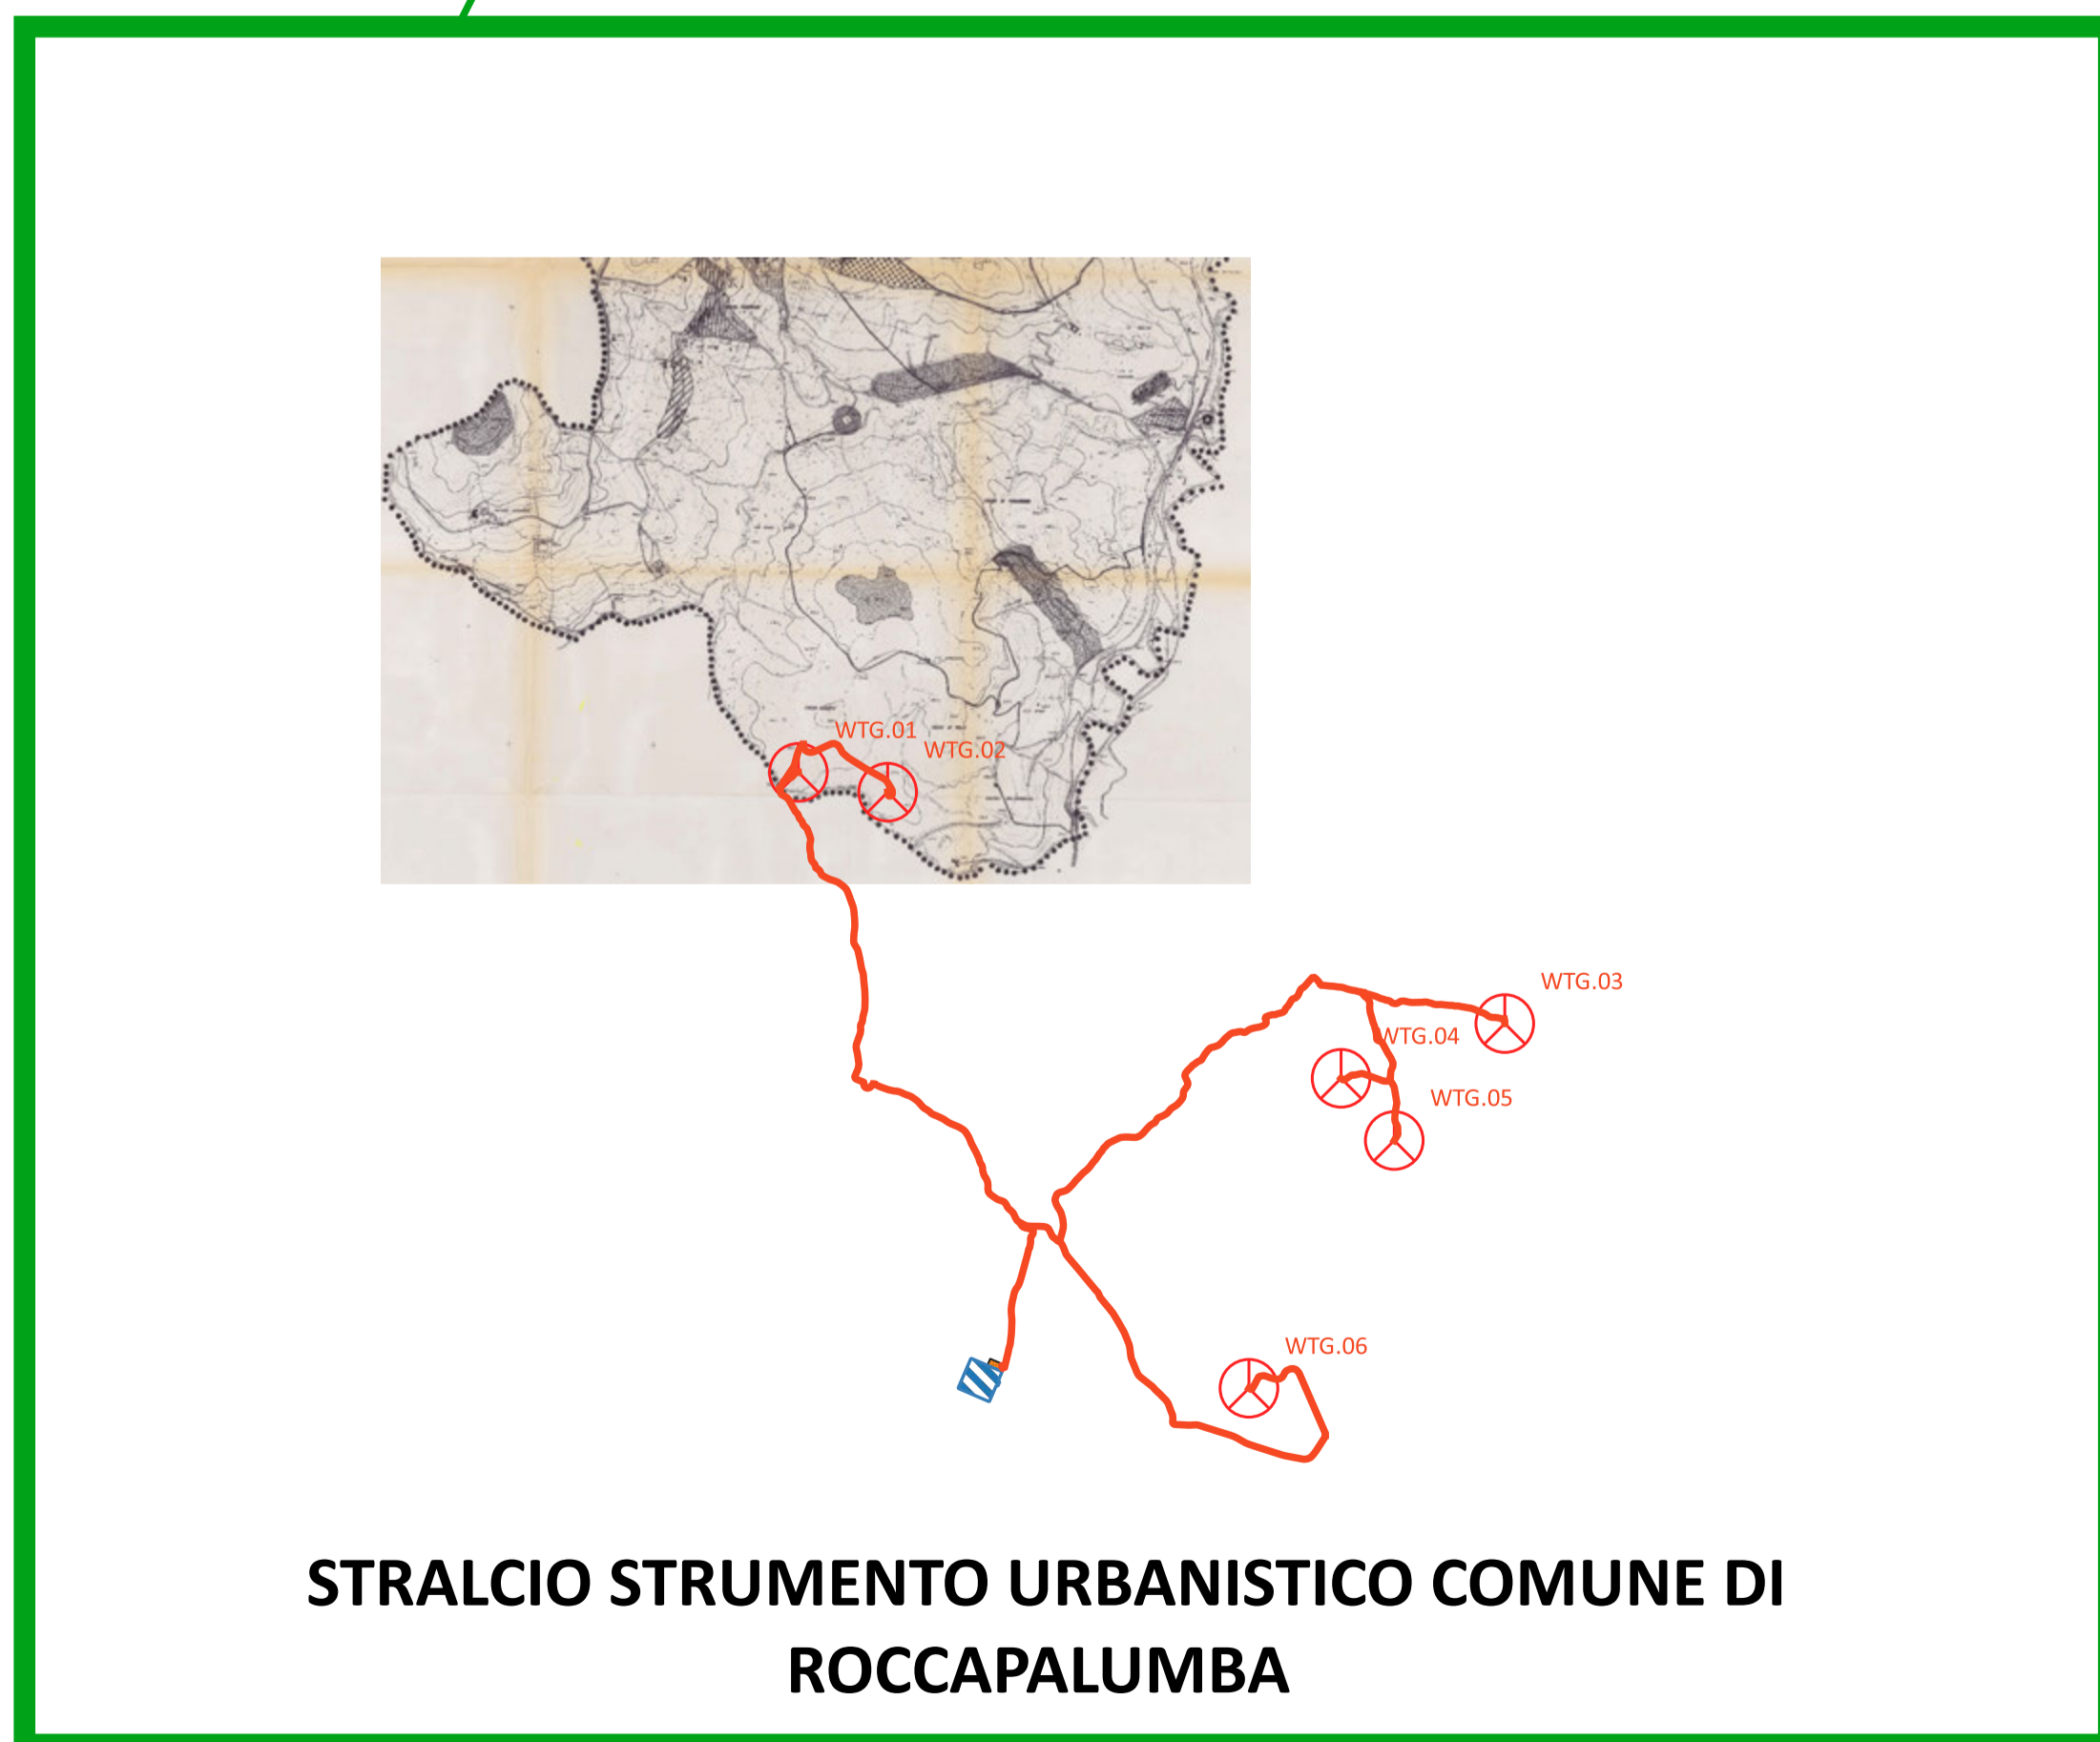 WTG.01
WTG.02
WTG.03
WTG.04
WTG.05
WTG.06
STRALCIO STRUMENTO URBANISTICO COMUNE DI
ROCCAPALUMBA